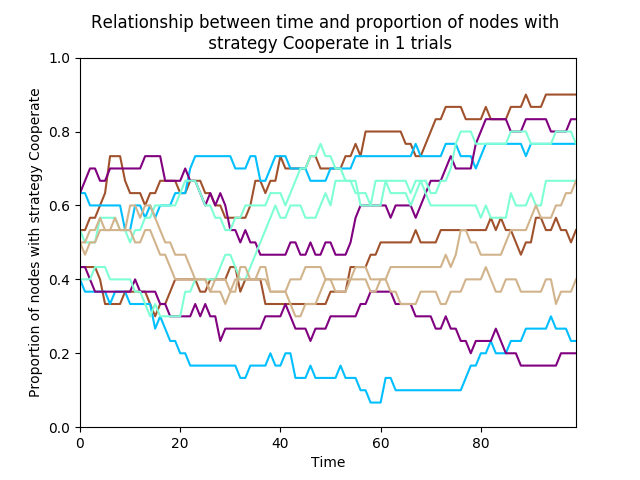 Relationship between time and proportion of nodes with
strategy Cooperate in 1 trials
Proportion of nodes with strategy Cooperate
1.0
0.8
0.6
0.4
0.2
0.0
0
20
40
60
80
Time